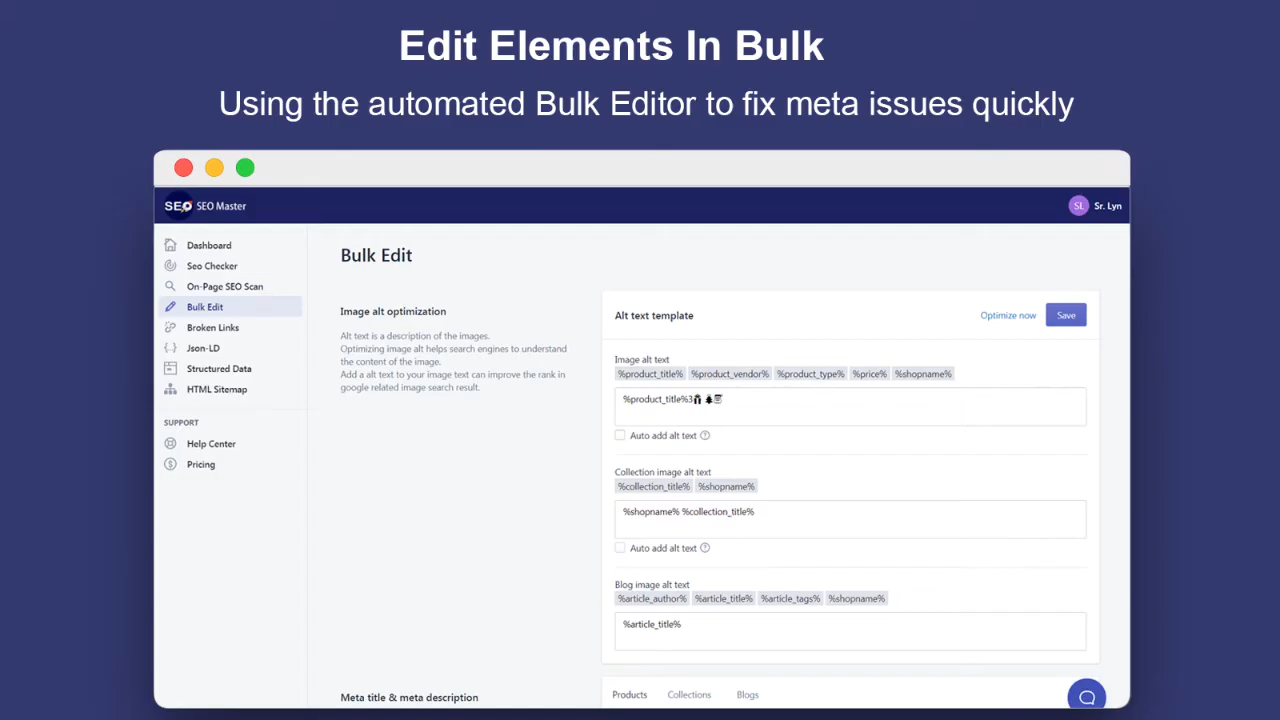 Edit Elements In Bulk
Using the automated Bulk Editor to fix meta issues quickly
SEO SEO Master
SL Sr. Lyn
Dashboard
Seo Checker
On-Page SEO Scan
Bulk Edit
Broken Links
Json-LD
Structured Data
HTML Sitemap
SUPPORT
Help Center
Pricing
Bulk Edit
Image alt optimization
Alt text is a description of the images.
Optimizing image alt helps search engines to understand
the content of the image.
Add a alt text to your image text can improve the rank in
google related image search result.
Alt text template
Optimize now
Save
Image alt text
%product_title% %product_vendor% %product_type% %price% %shopname%
%product_title%3
Auto add alt text
Collection image alt text
%collection_title% %shopname%
%shopname% %collection_title%
Auto add alt text
Blog image alt text
%article_author% %article_title% %article_tags% %shopname%
%article_title%
Meta title & meta description
Products Collections Blogs